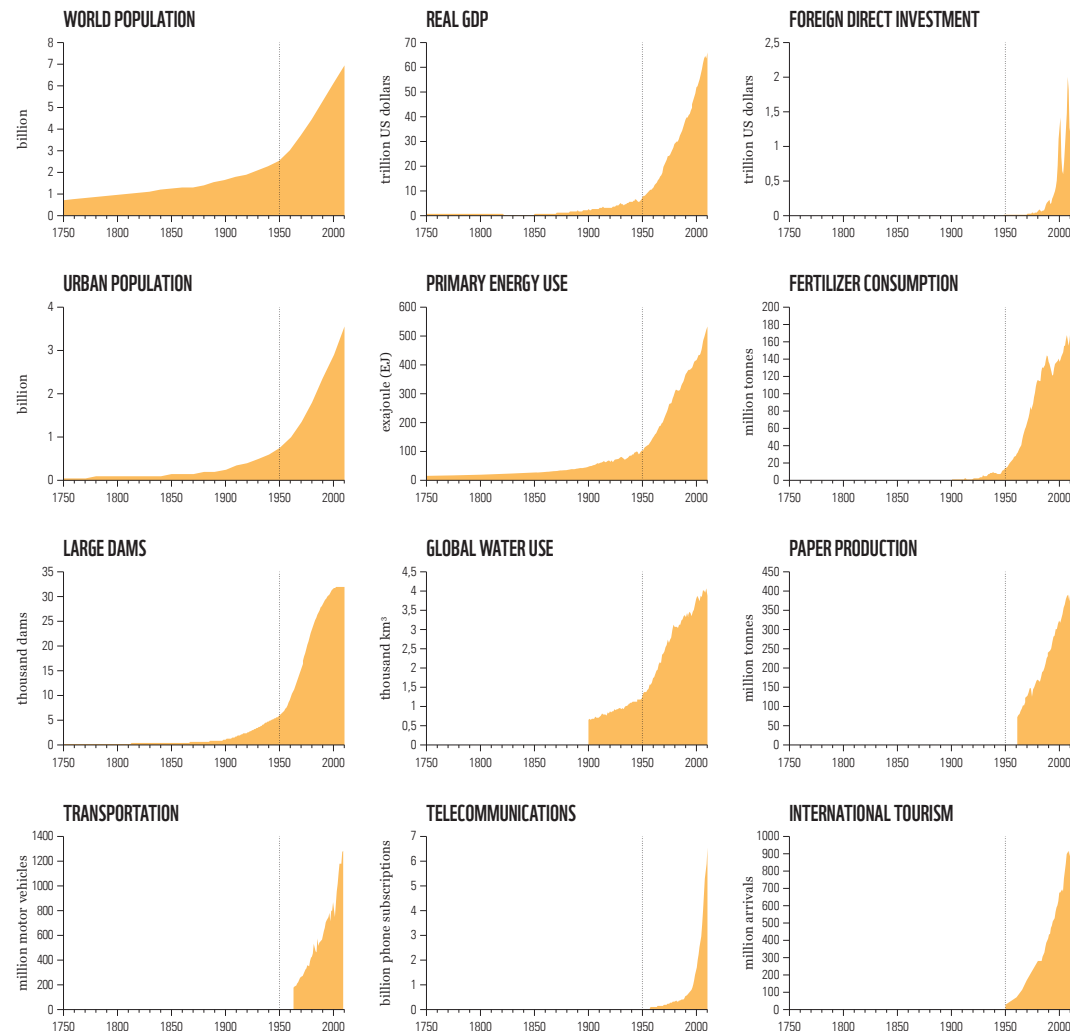 WORLD POPULATION
billion
8
7
6
5
4
3
2
1
0
1750 1800 1850 1900 1950 2000
REAL GDP
trillion US dollars
70
60
50
40
30
20
10
0
1750 1800 1850 1900 1950 2000
FOREIGN DIRECT INVESTMENT
trillion US dollars
2,5
2
1,5
1
0,5
0
1750 1800 1850 1900 1950 2000
URBAN POPULATION
billion
4
3
2
1
0
1750 1800 1850 1900 1950 2000
PRIMARY ENERGY USE
exajoule (EJ)
600
500
400
300
200
100
0
1750 1800 1850 1900 1950 2000
FERTILIZER CONSUMPTION
million tonnes
200
180
160
140
120
100
80
60
40
20
0
1750 1800 1850 1900 1950 2000
LARGE DAMS
thousand dams
35
30
25
20
15
10
5
0
1750 1800 1850 1900 1950 2000
GLOBAL WATER USE
thousand km³
4,5
4
3,5
3
2,5
2
1,5
1
0,5
0
1750 1800 1850 1900 1950 2000
PAPER PRODUCTION
million tonnes
450
400
350
300
250
200
150
100
50
0
1750 1800 1850 1900 1950 2000
TRANSPORTATION
million motor vehicles
1400
1200
1000
800
600
400
200
0
1750 1800 1850 1900 1950 2000
TELECOMMUNICATIONS
billion phone subscriptions
7
6
5
4
3
2
1
0
1750 1800 1850 1900 1950 2000
INTERNATIONAL TOURISM
million arrivals
1000
900
800
700
600
500
400
300
200
100
0
1750 1800 1850 1900 1950 2000